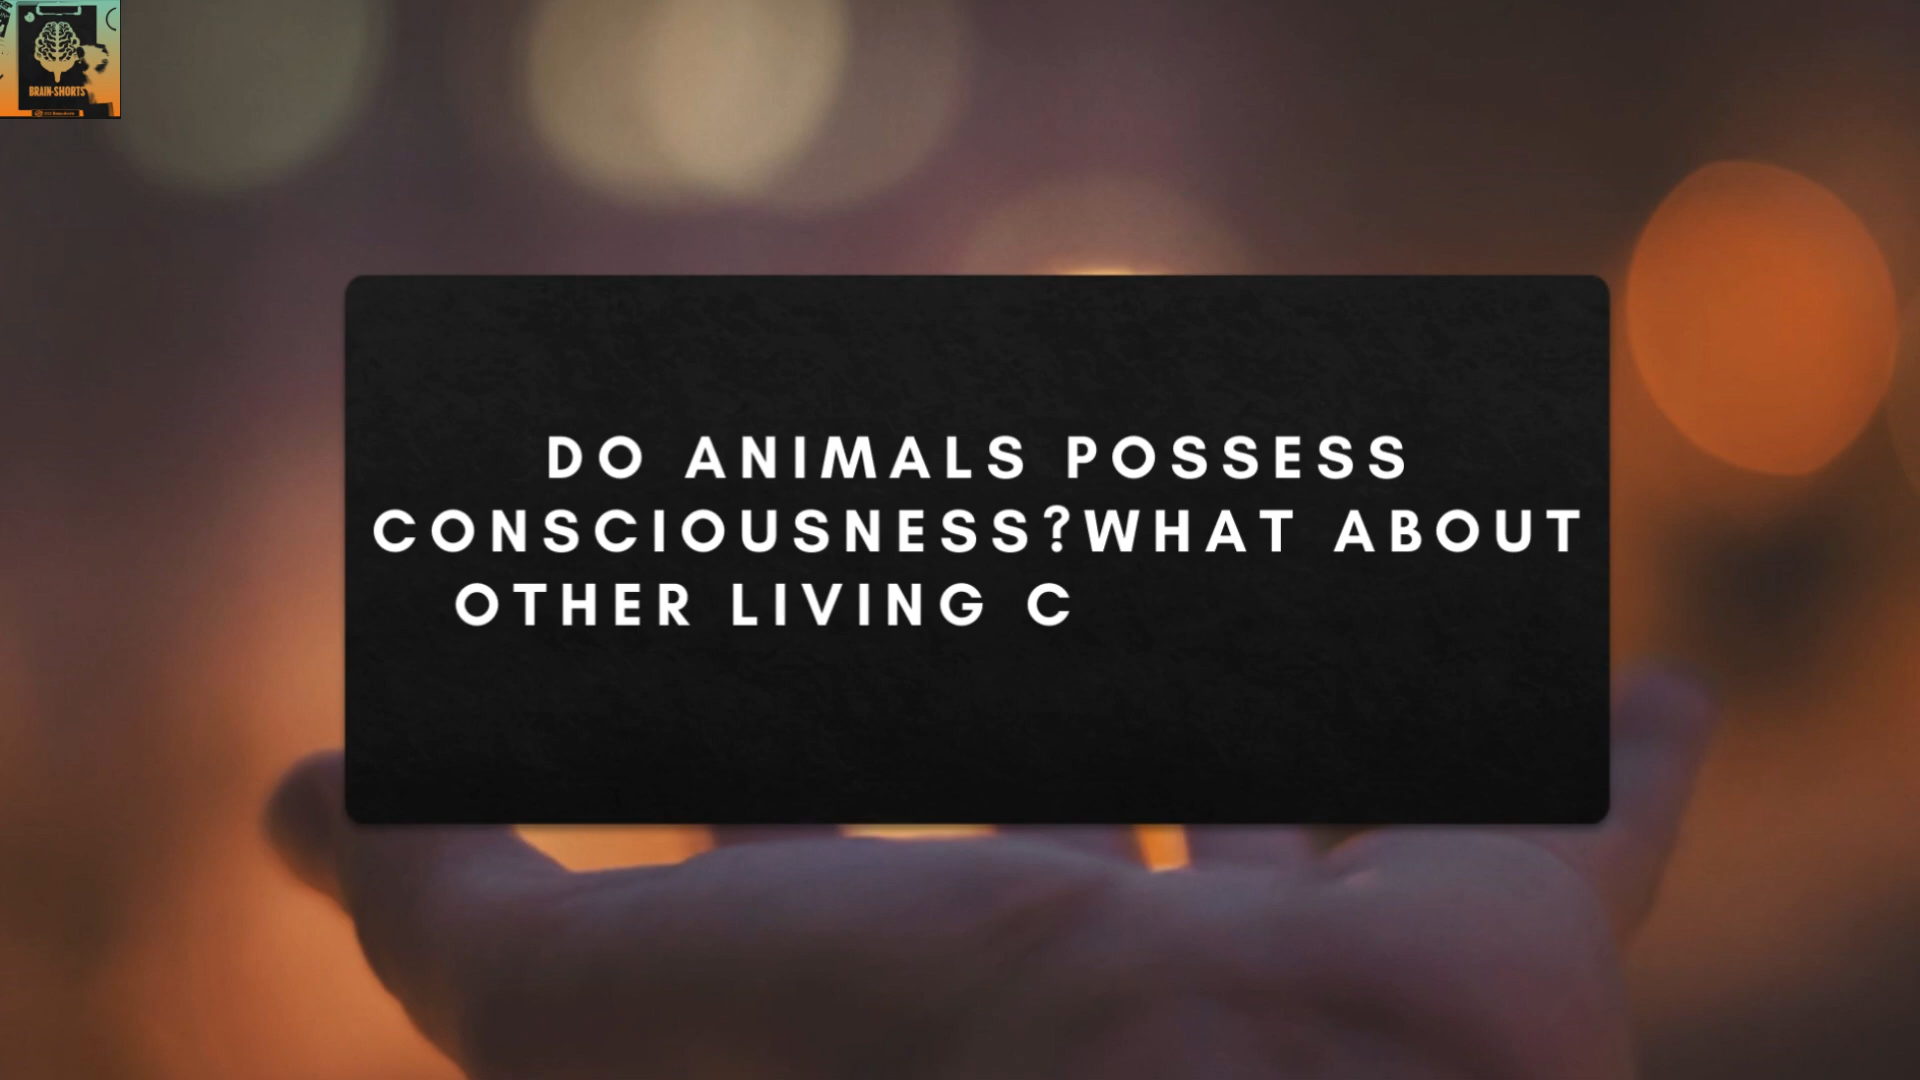 BRAIN-SHORTS
DO ANIMALS POSSESS
CONSCIOUSNESS?WHAT ABOUT
OTHER LIVING C